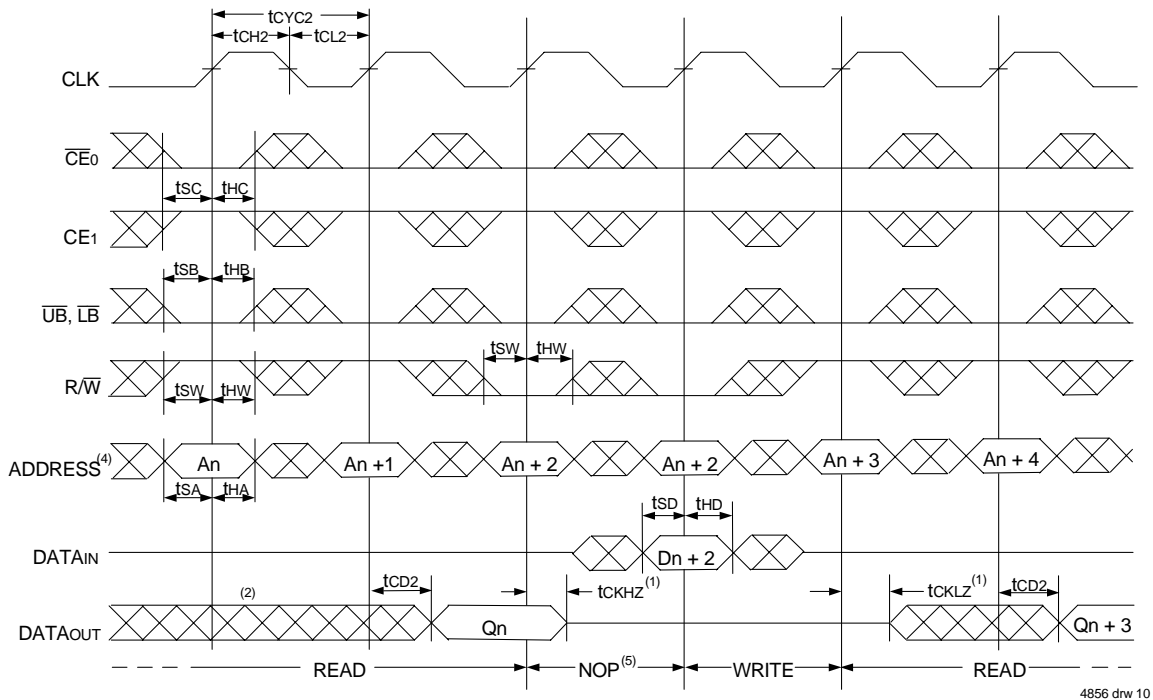 tCYC2
tCH2 tCL2
CLK
CE0
tSC tHC
CE1
tSB tHB
UB, LB
tSW tHW
R/W
tSW tHW
ADDRESS(4) An An +1 An + 2 An + 2 An + 3 An + 4
tSA tHA
tSD tHD
DATAIN Dn + 2
tCD2 tCKHZ(1) tCKLZ(1) tCD2
(2)
DATAOUT Qn Qn + 3
READ NOP(5) WRITE READ
4856 drw 10